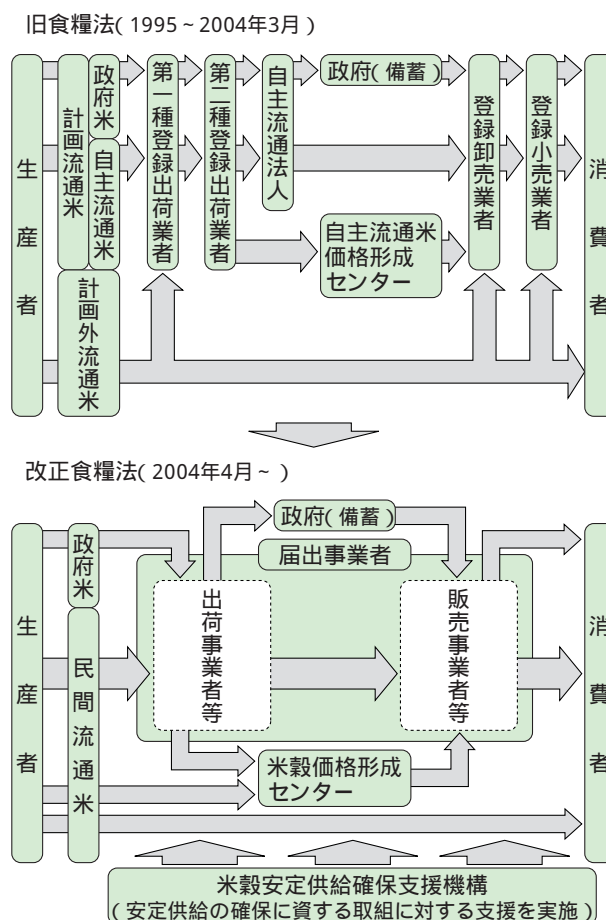 旧食糧法(1995~2004年3月)
生産者
計画流通米
政府米
自主流通米
計画外流通米
第一種登録出荷業者
第二種登録出荷業者
自主流通法人
政府(備蓄)
自主流通米
価格形成
センター
登録卸売業者
登録小売業者
消費者
改正食糧法(2004年4月~)
生産者
政府米
民間流通米
政府(備蓄)
届出事業者
出荷事業者等
販売事業者等
米穀価格形成
センター
消費者
米穀安定供給確保支援機構
(安定供給の確保に資する取組に対する支援を実施)